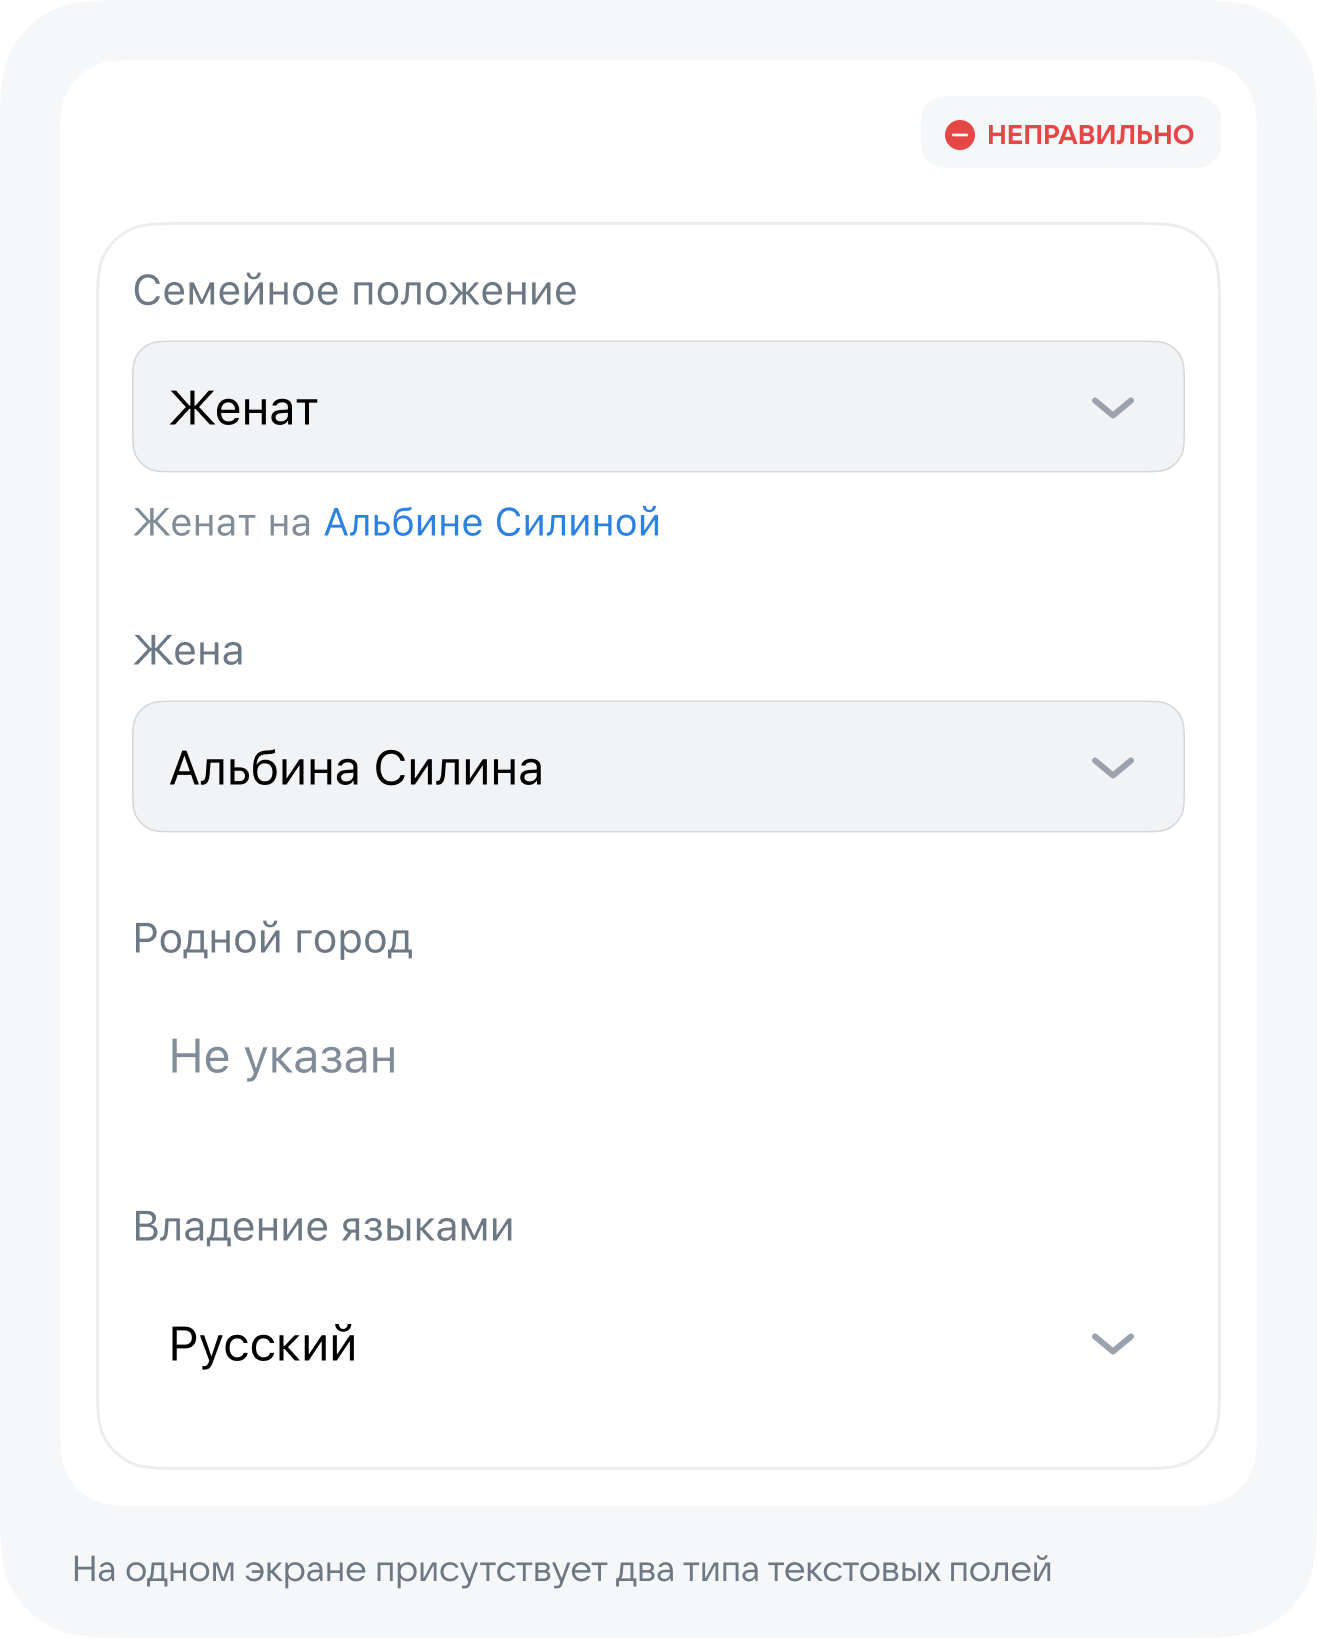 НЕПРАВИЛЬНО
Семейное положение
Женат
Женат на Альбине Силиной
Жена
Альбина Силина
Родной город
Не указан
Владение языками
Русский
На одном экране присутствует два типа текстовых полей